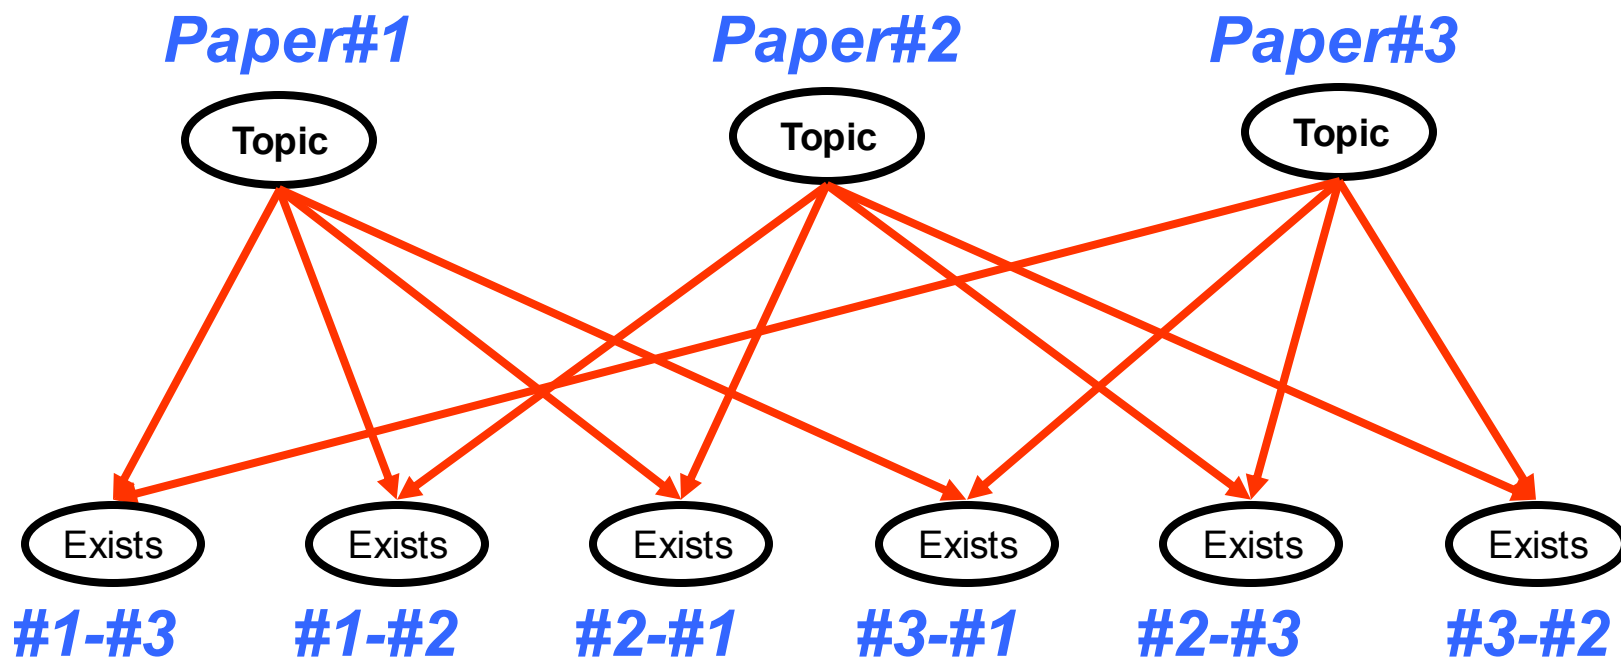 Paper#1 Paper#2 Paper#3
Topic Topic Topic
Exists Exists Exists Exists Exists Exists
#1-#3 #1-#2 #2-#1 #3-#1 #2-#3 #3-#2